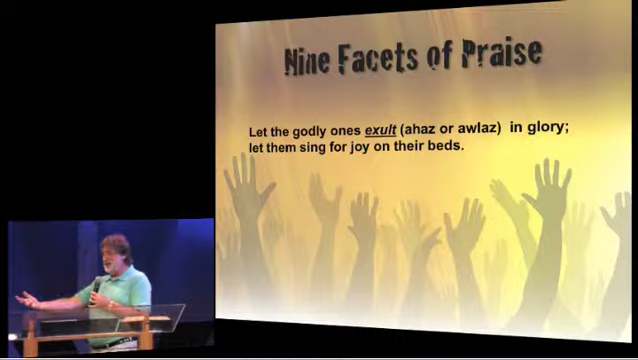 Nine Facets of Praise
Let the godly ones exult (ahaz or awlaz) in glory;
let them sing for joy on their beds.